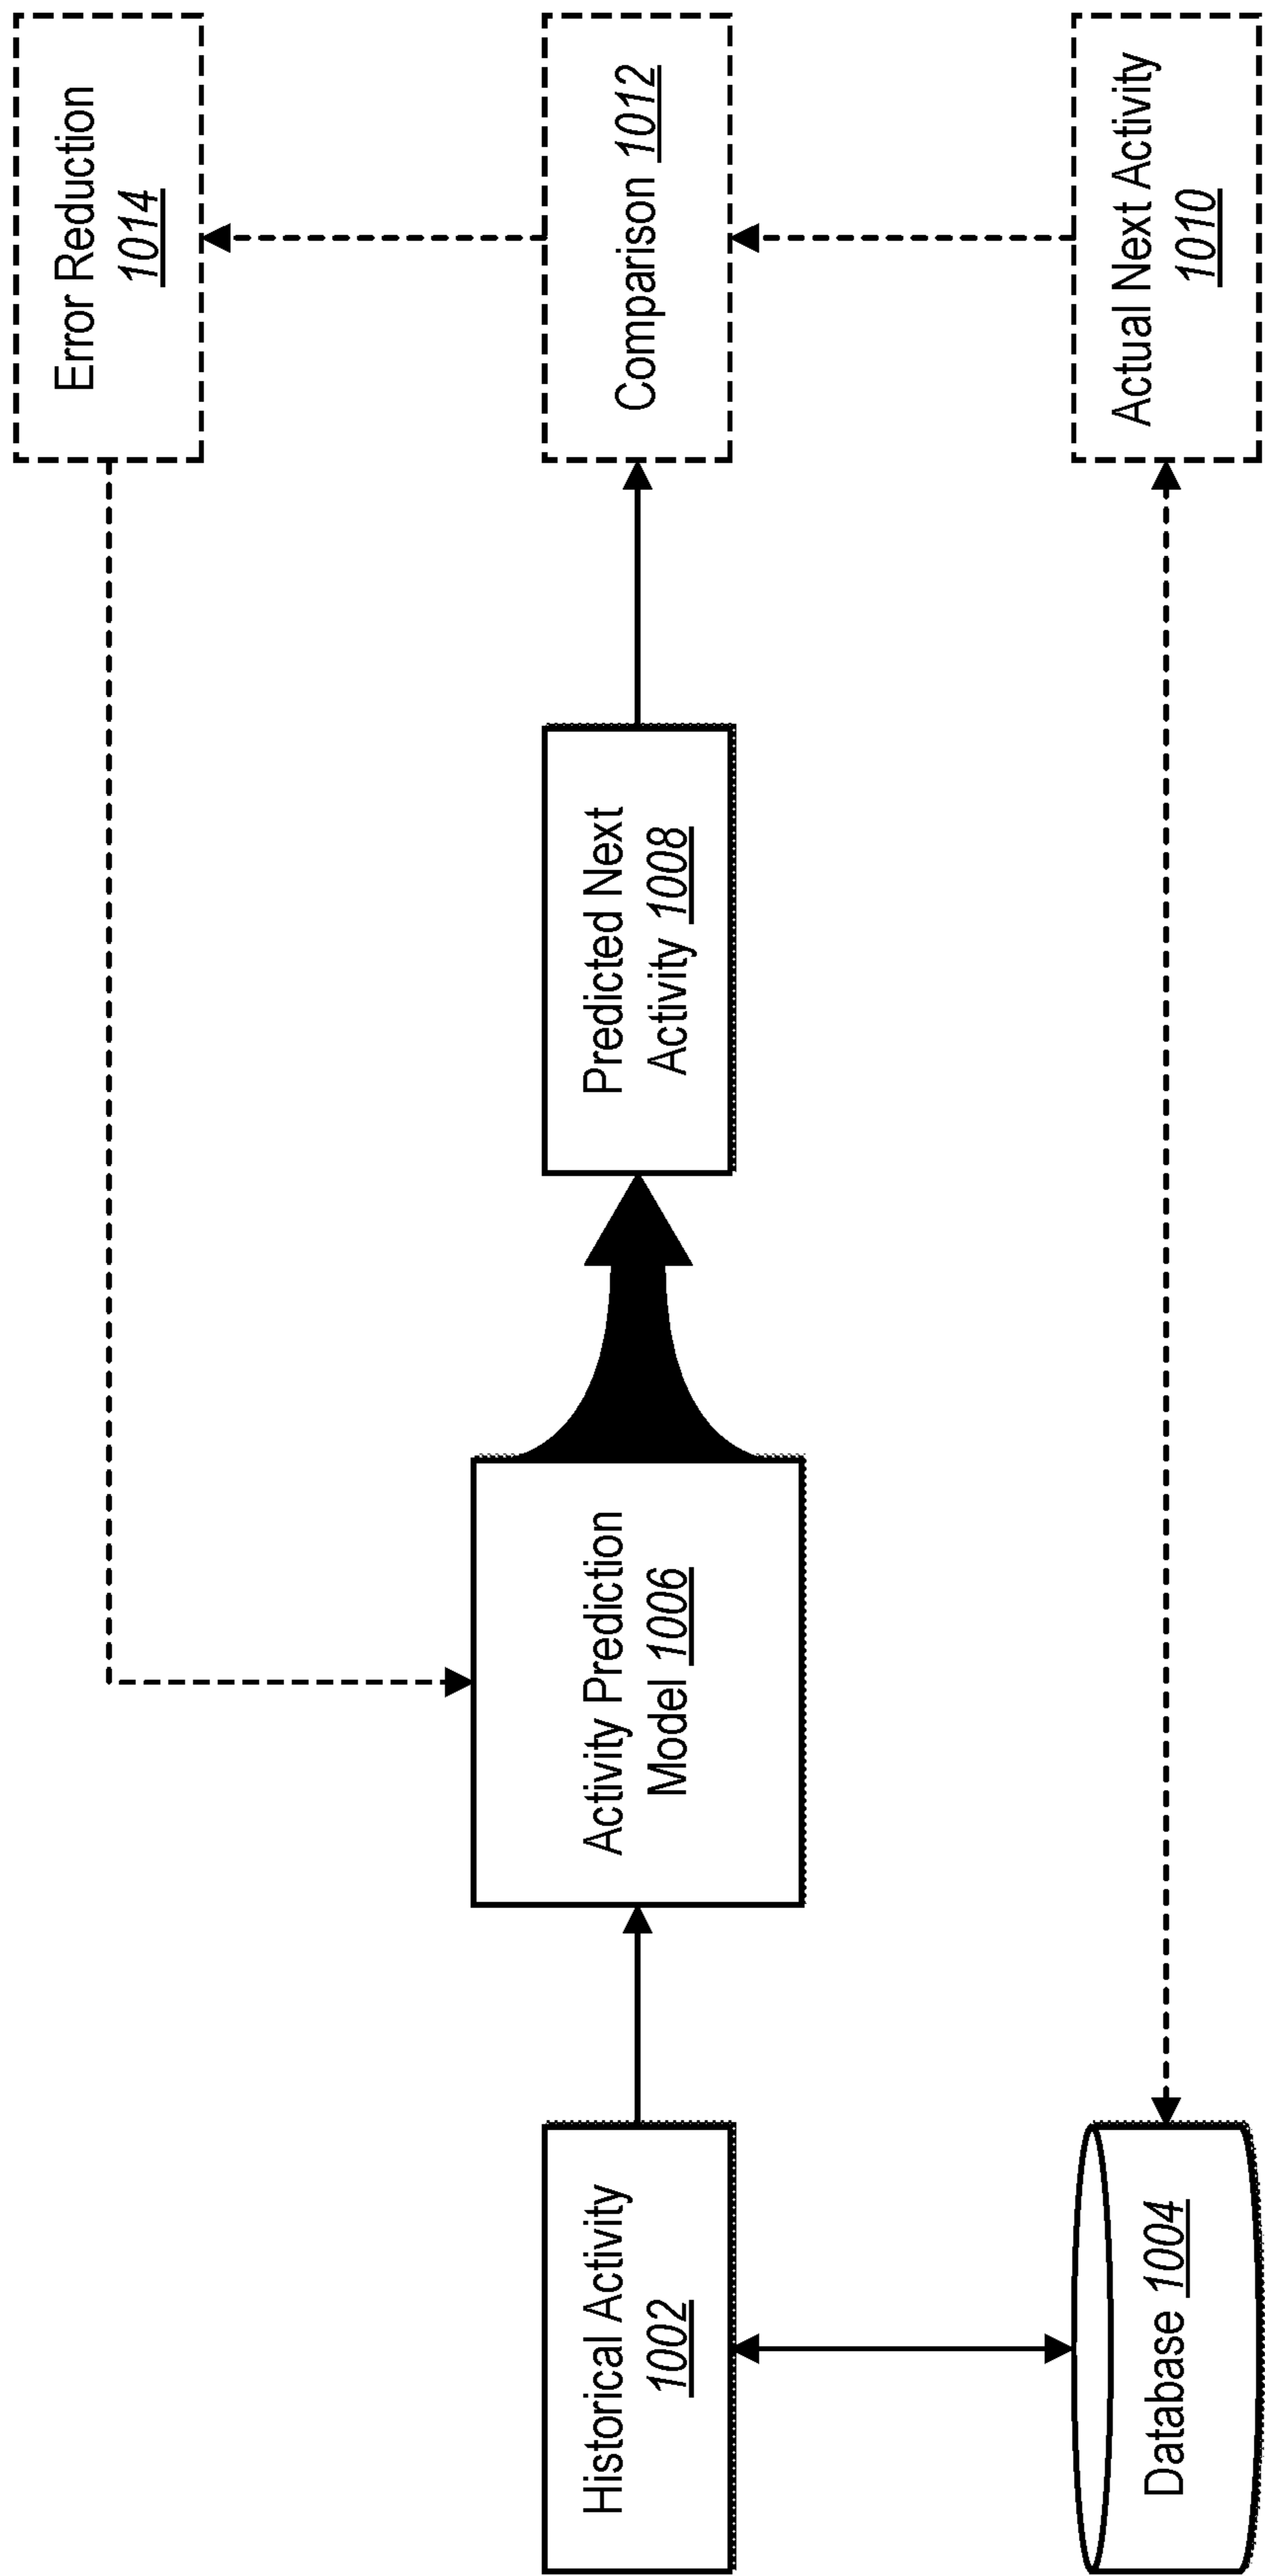 Error Reduction
1014
Historical Activity
1002
Activity Prediction
Model 1006
Predicted Next
Activity 1008
Comparison 1012
Database 1004
Actual Next Activity
1010